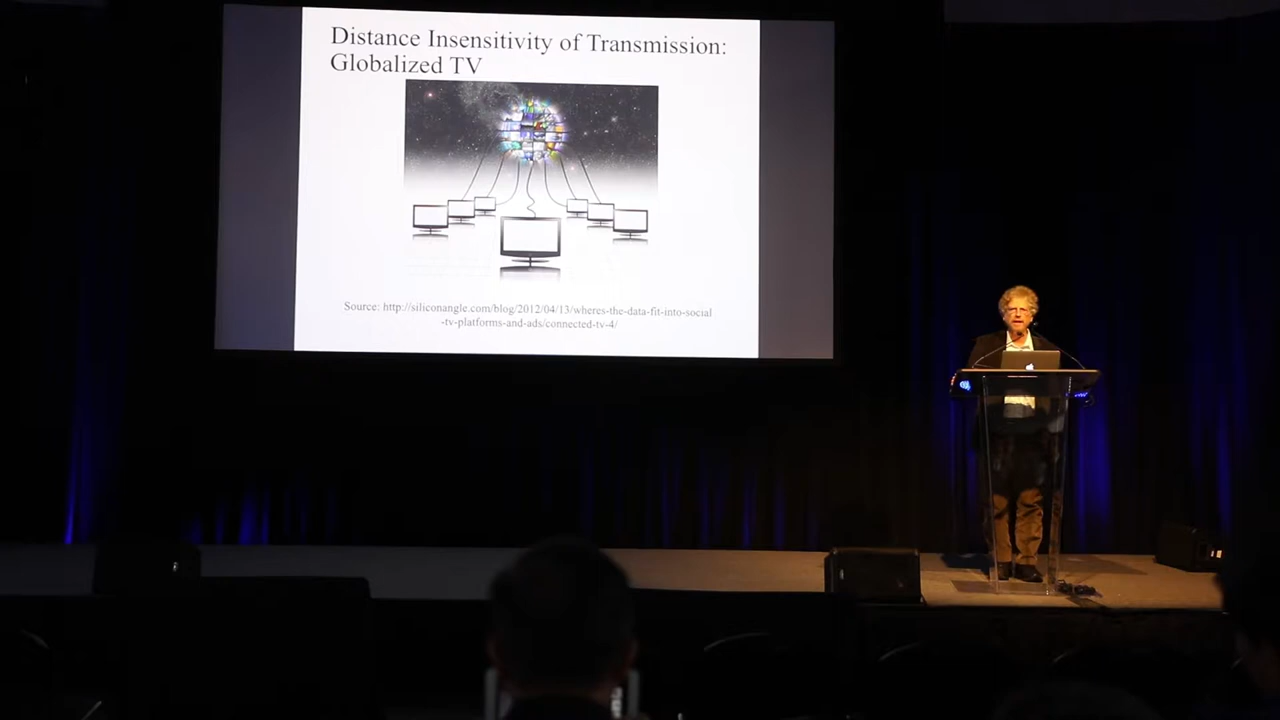 Distance Insensitivity of Transmission:
Globalized TV
Source: http://siliconangle.com/blog/2012/04/13/wheres-the-data-fit-into-social
-tv-platforms-and-ads/connected-tv-4/